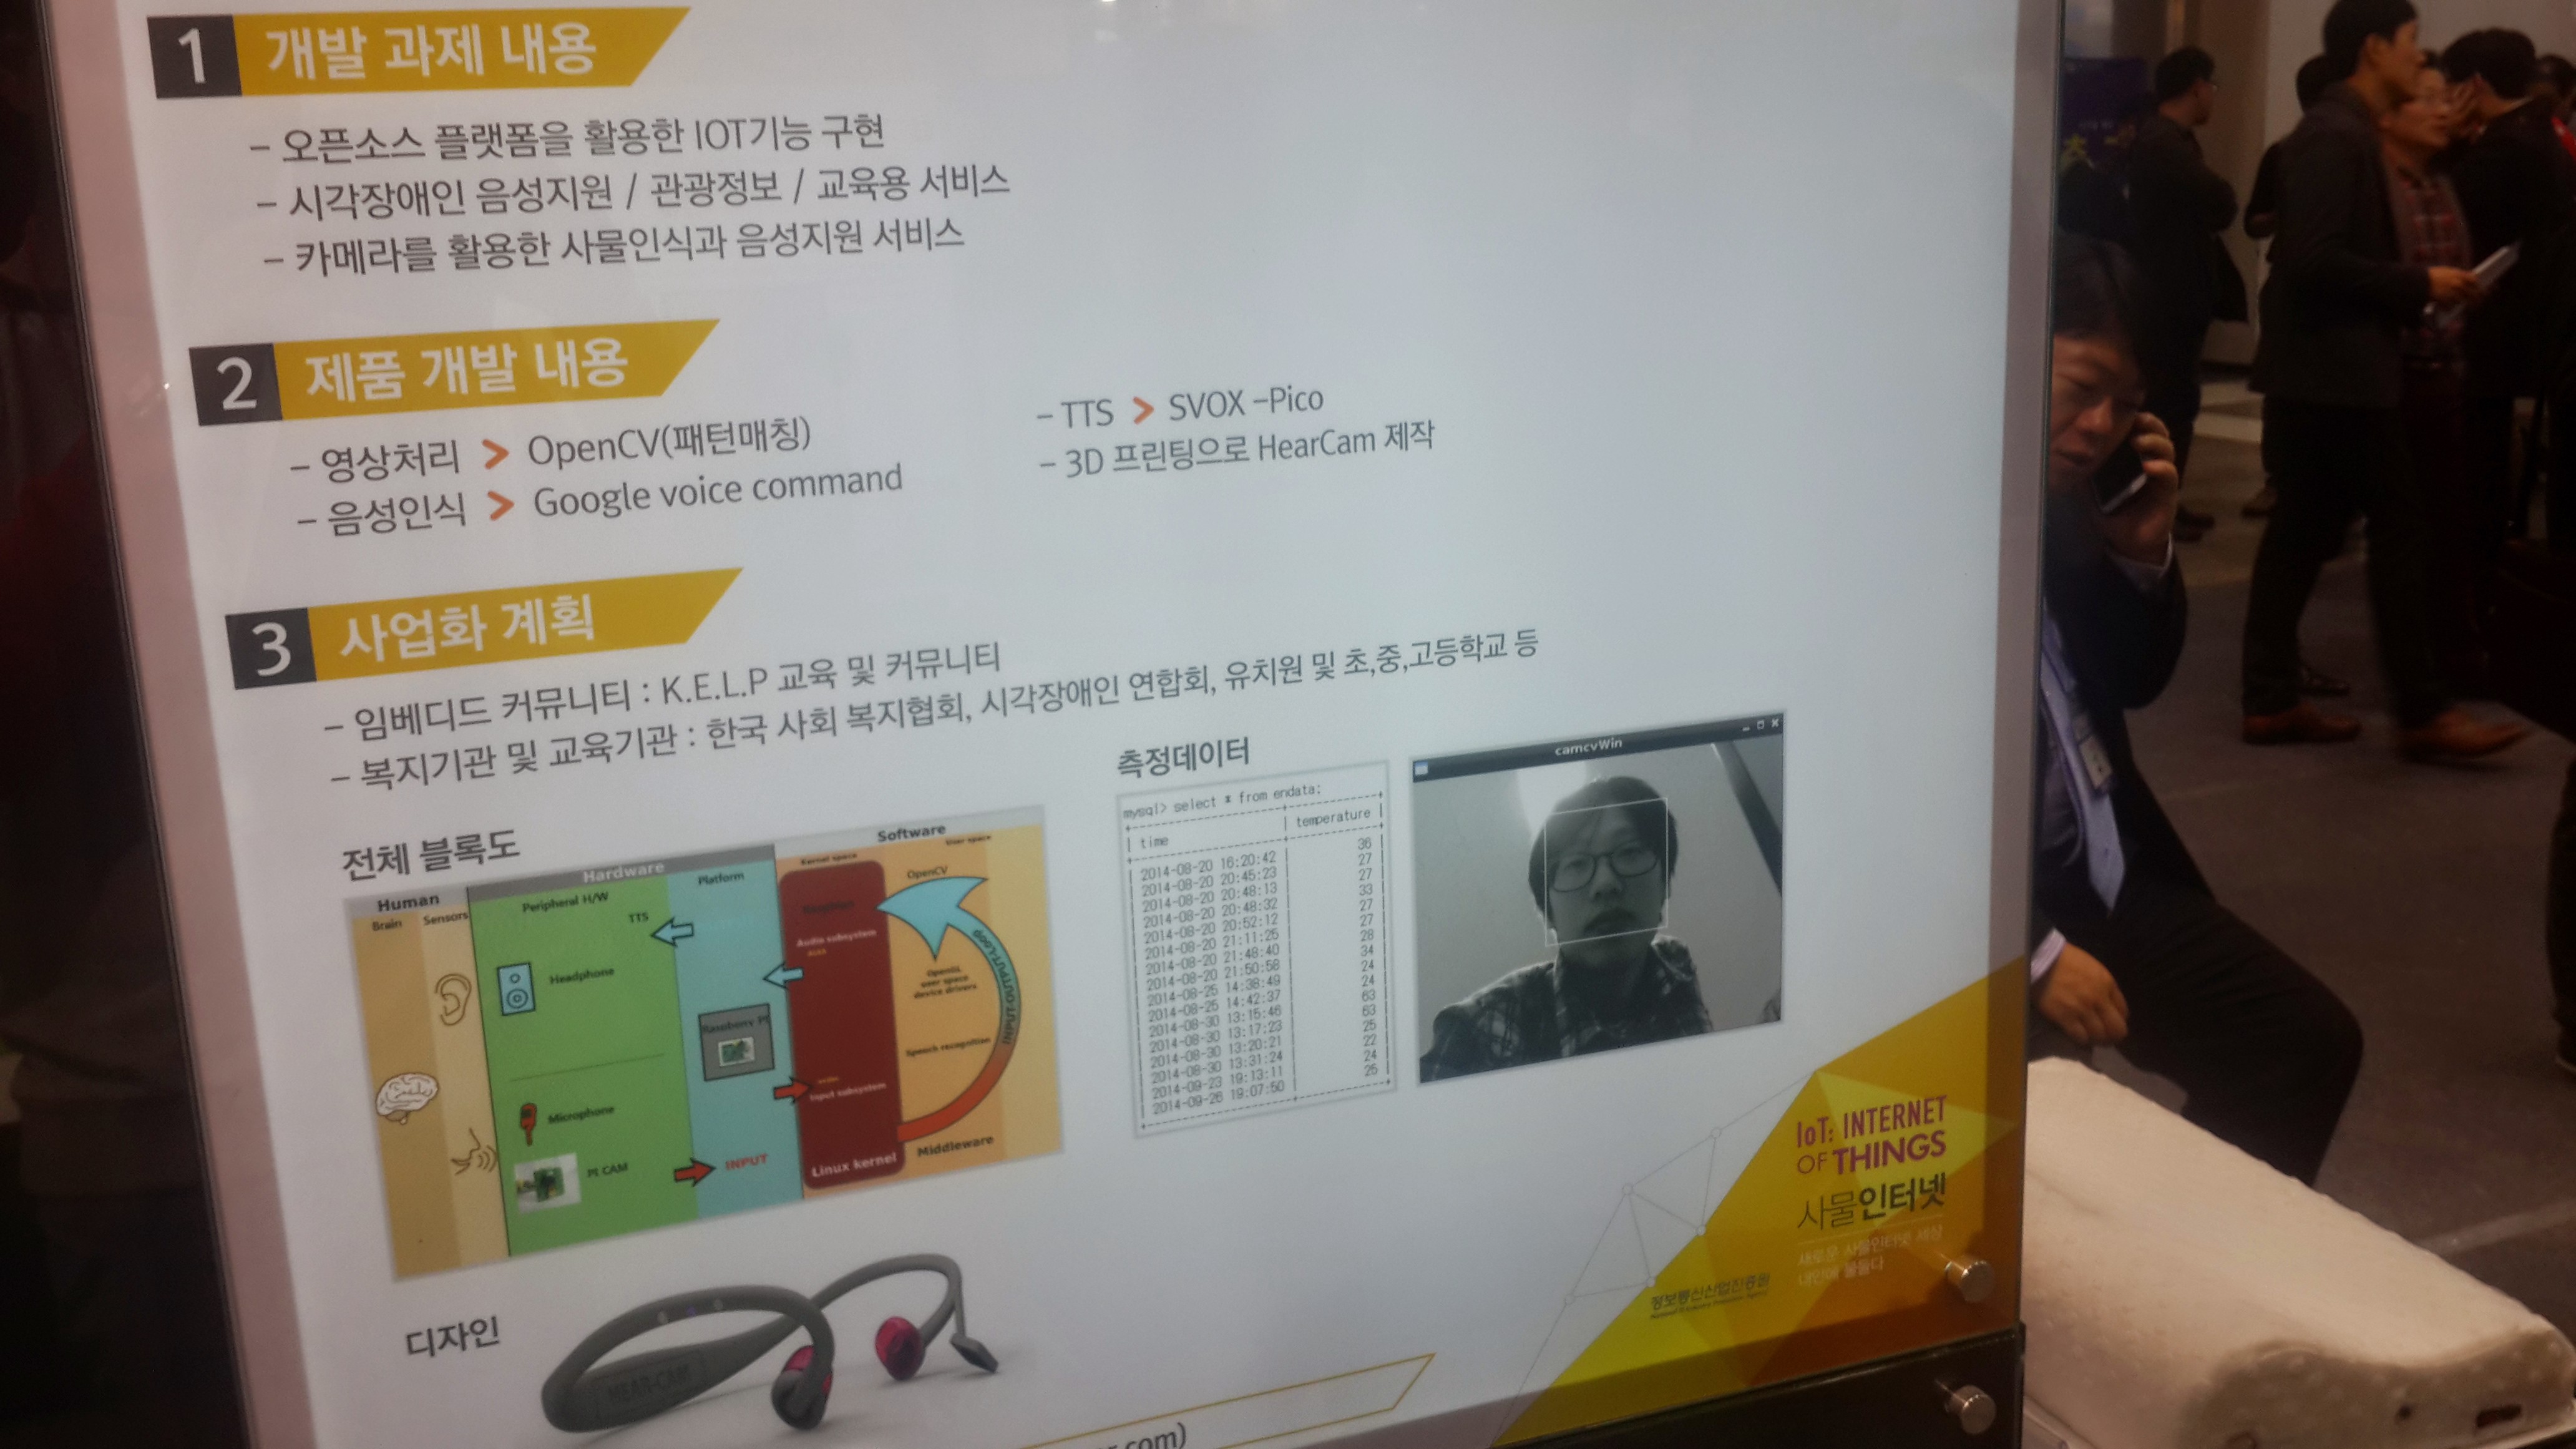 1 개발 과제 내용
- 오픈소스 플랫폼을 활용한 IOT기능 구현
- 시각장애인 음성지원 / 관광정보 / 교육용 서비스
- 카메라를 활용한 사물인식과 음성지원 서비스
2 제품 개발 내용
- 영상처리 > OpenCV(패턴매칭)
- 음성인식 > Google voice command
- TTS > SVOX -Pico
- 3D 프린팅으로 HearCam 제작
3 사업화 계획
- 임베디드 커뮤니티 : K.E.L.P 교육 및 커뮤니티
- 복지기관 및 교육기관 : 한국 사회 복지협회, 시각장애인 연합회, 유치원 및 초,중,고등학교 등
전체 블록도
Human
Brain
Sensors
Hardware
Peripheral H/W
Platform
TTS
Headphone
Microphone
PI CAM
Raspberry PI
INPUT
Software
Kernel space
User space
Audio subsystem
Input subsystem
Linux kernel
OpenCV
user space
device drivers
Speech recognition
INPUT-OUTPUT-LOOP
Middleware
측정데이터
mysql> select * from endata;
| time | temperature |
| 2014-08-20 16:20:42 | 36 |
| 2014-08-20 20:45:23 | 27 |
| 2014-08-20 20:48:13 | 27 |
| 2014-08-20 20:48:32 | 33 |
| 2014-08-20 20:52:12 | 27 |
| 2014-08-20 21:11:25 | 27 |
| 2014-08-20 21:48:40 | 28 |
| 2014-08-20 21:50:58 | 34 |
| 2014-08-25 14:38:49 | 24 |
| 2014-08-25 14:42:37 | 24 |
| 2014-08-30 13:15:46 | 63 |
| 2014-08-30 13:17:23 | 63 |
| 2014-08-30 13:20:21 | 25 |
| 2014-08-30 13:31:24 | 22 |
| 2014-09-23 19:13:11 | 24 |
| 2014-09-26 19:07:50 | 25 |
camcvWin
디자인
HEAR-CAM
IoT: INTERNET
OF THINGS
사물인터넷
새로운 사물인터넷 세상
정보통신산업진흥원
.com)